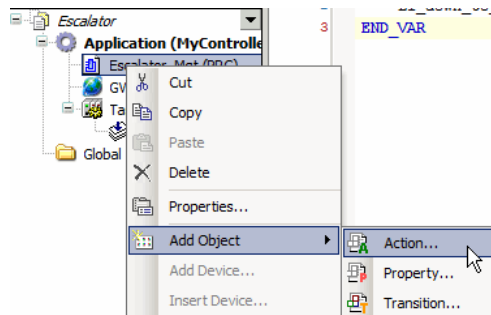 Escalator
Application (MyControlle
3 END_VAR
Escalator_Mgt (PRG)
GV
Cut
Ta
Copy
Paste
Global
Delete
Properties...
Add Object
Action...
Add Device...
Property...
Insert Device...
Transition...